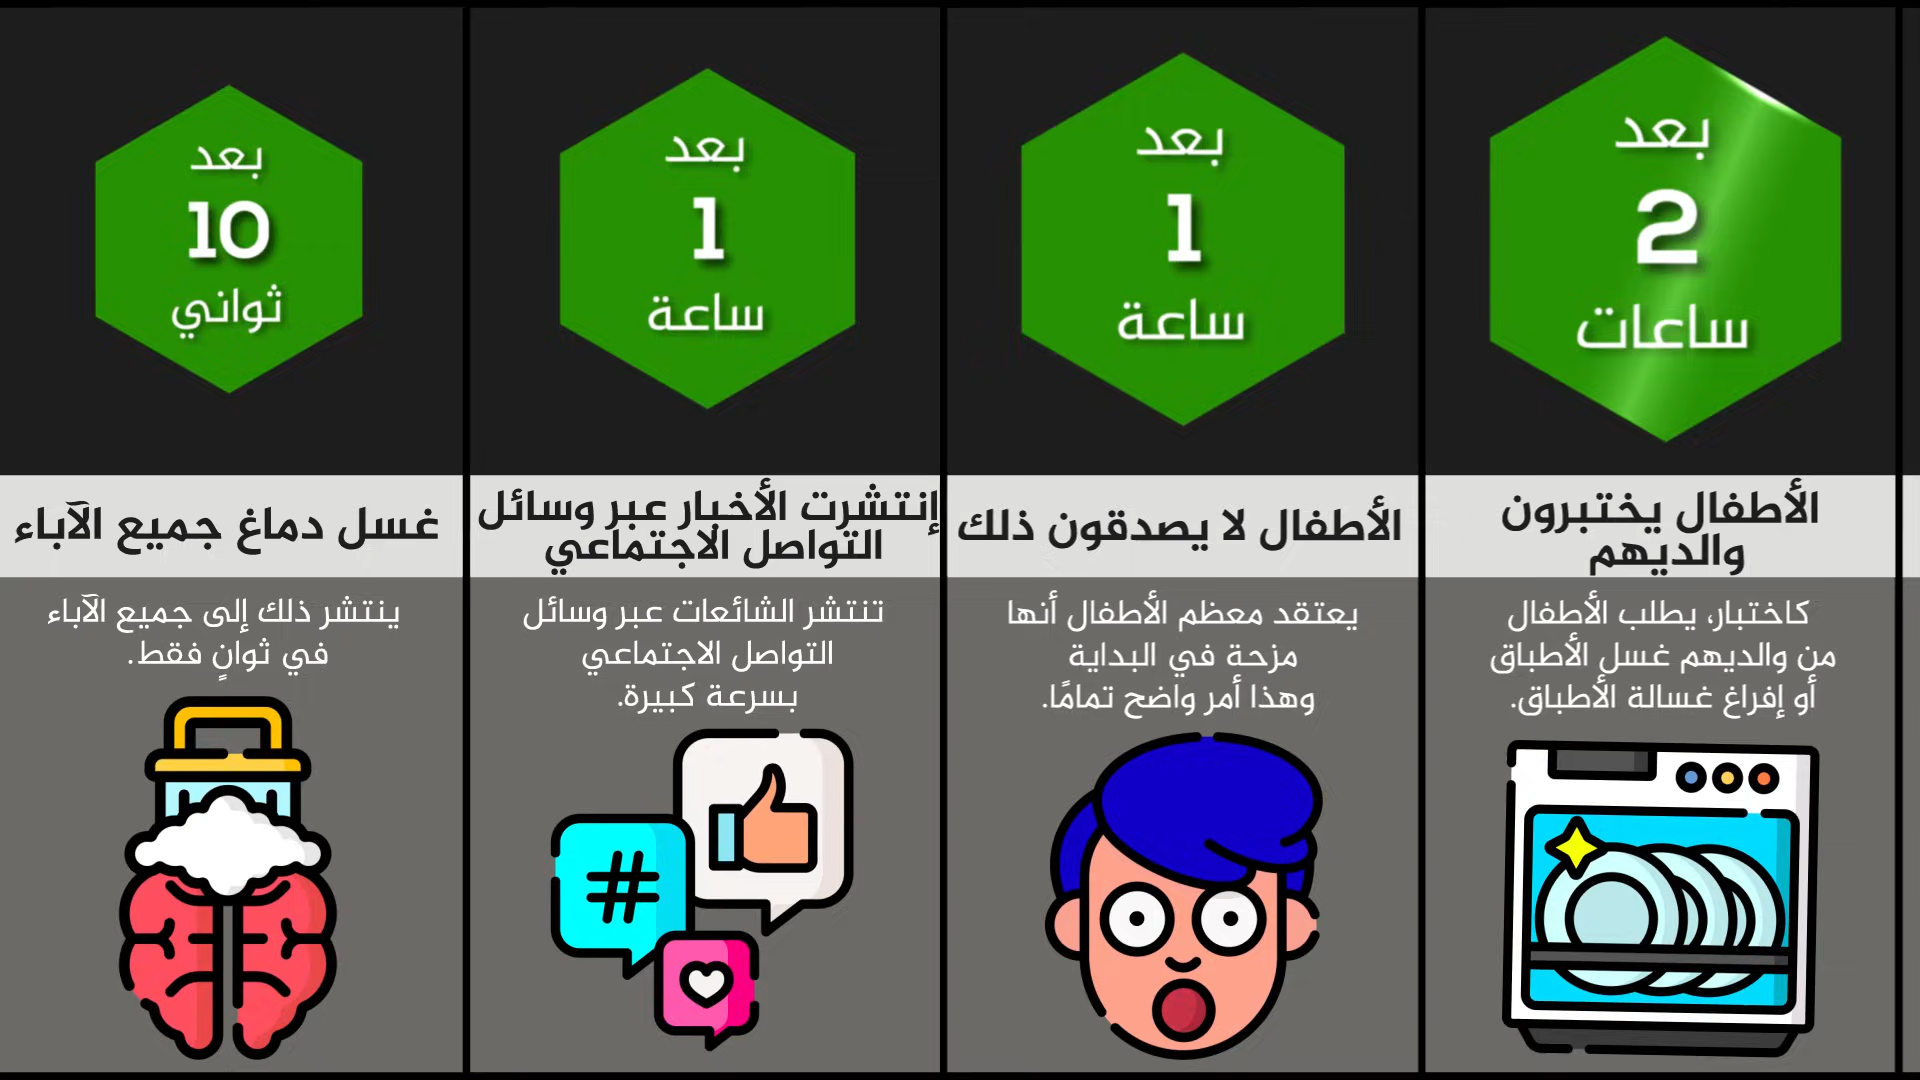 بعد
10
ثواني
غسل دماغ جميع الآباء
ينتشر ذلك إلى جميع الآباء
في ثوانٍ فقط.
بعد
1
ساعة
إنتشرت الأخبار عبر وسائل
التواصل الاجتماعي
تنتشر الشائعات عبر وسائل
التواصل الاجتماعي
بسرعة كبيرة.
#
بعد
1
ساعة
الأطفال لا يصدقون ذلك
يعتقد معظم الأطفال أنها
مزحة في البداية
وهذا أمر واضح تمامًا.
بعد
2
ساعات
الأطفال يختبرون
والديهم
كاختبار، يطلب الأطفال
من والديهم غسل الأطباق
أو إفراغ غسالة الأطباق.